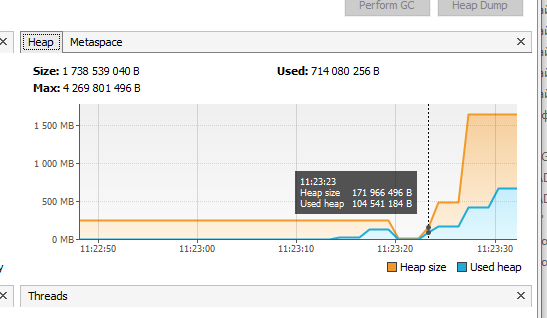 Perform GC Heap Dump
Heap Metaspace
Size: 1 738 539 040 B Used: 714 080 256 B
Max: 4 269 801 496 B
1 500 MB
1 000 MB
11:23:23
Heap size 171 966 496 B
Used heap 104 541 184 B
500 MB
0 MB
11:22:50 11:23:00 11:23:10 11:23:20 11:23:30
Heap size Used heap
Threads